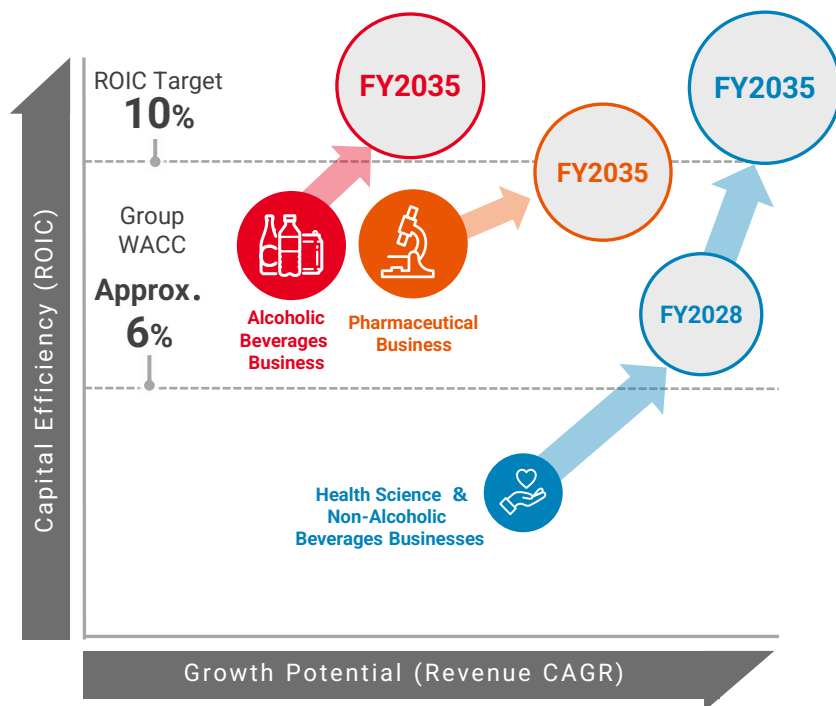 Capital Efficiency (ROIC)
ROIC Target
10%
Group
WACC
Approx.
6%
FY2035
FY2035
FY2035
FY2028
Alcoholic
Beverages
Business
Pharmaceutical
Business
Health Science &
Non-Alcoholic
Beverages Businesses
Growth Potential (Revenue CAGR)